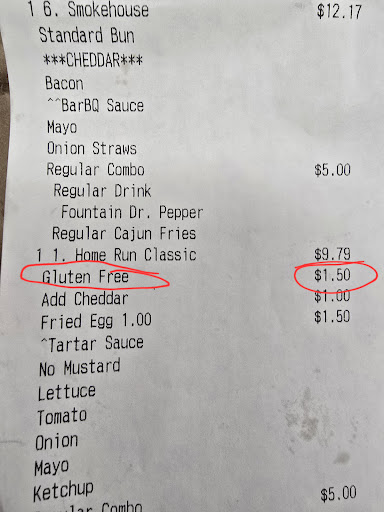 1 6. Smokehouse $12.17
Standard Bun
***CHEDDAR***
Bacon
^^BarBQ Sauce
Mayo
Onion Straws
Regular Combo $5.00
Regular Drink
Fountain Dr. Pepper
Regular Cajun Fries
1 1. Home Run Classic $9.79
Gluten Free $1.50
Add Cheddar $1.00
Fried Egg 1.00 $1.50
^Tartar Sauce
No Mustard
Lettuce
Tomato
Onion
Mayo
Ketchup
Combo $5.00